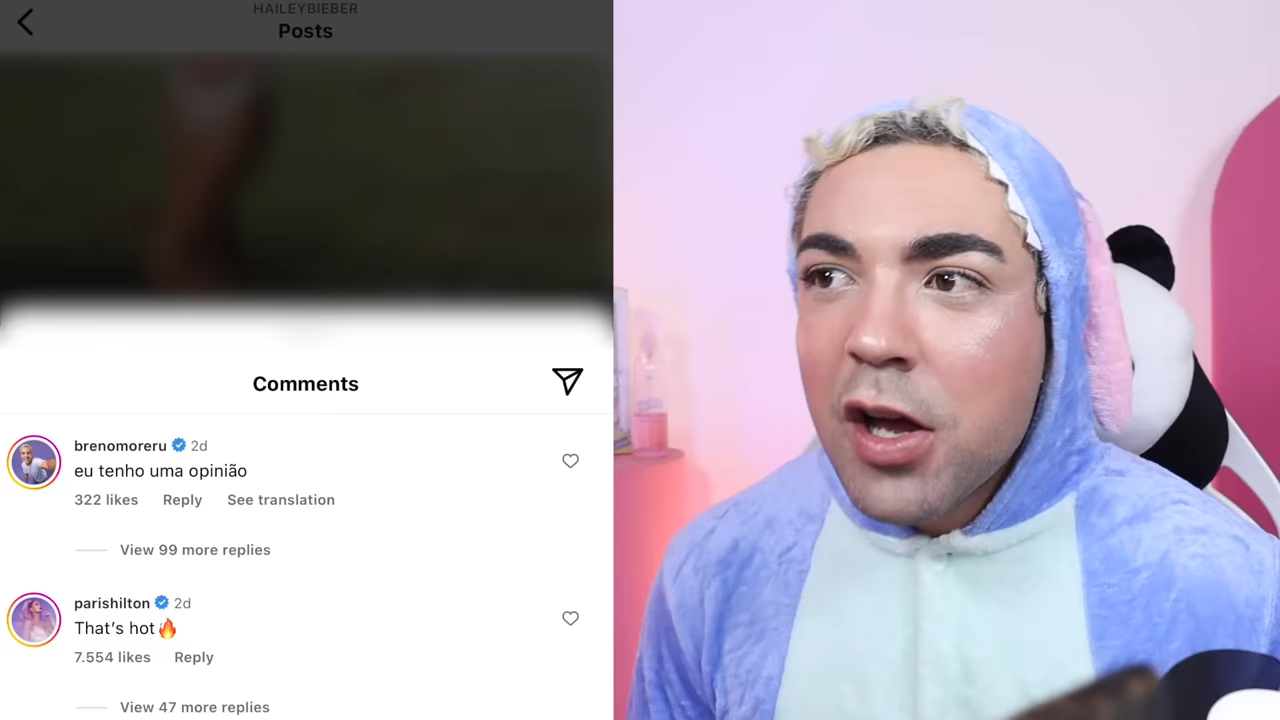 HAILEYBIEBER
Posts
Comments
brenomoreru 2d
eu tenho uma opinião
322 likes Reply See translation
View 99 more replies
parishilton 2d
That's hot🔥
7.554 likes Reply
View 47 more replies